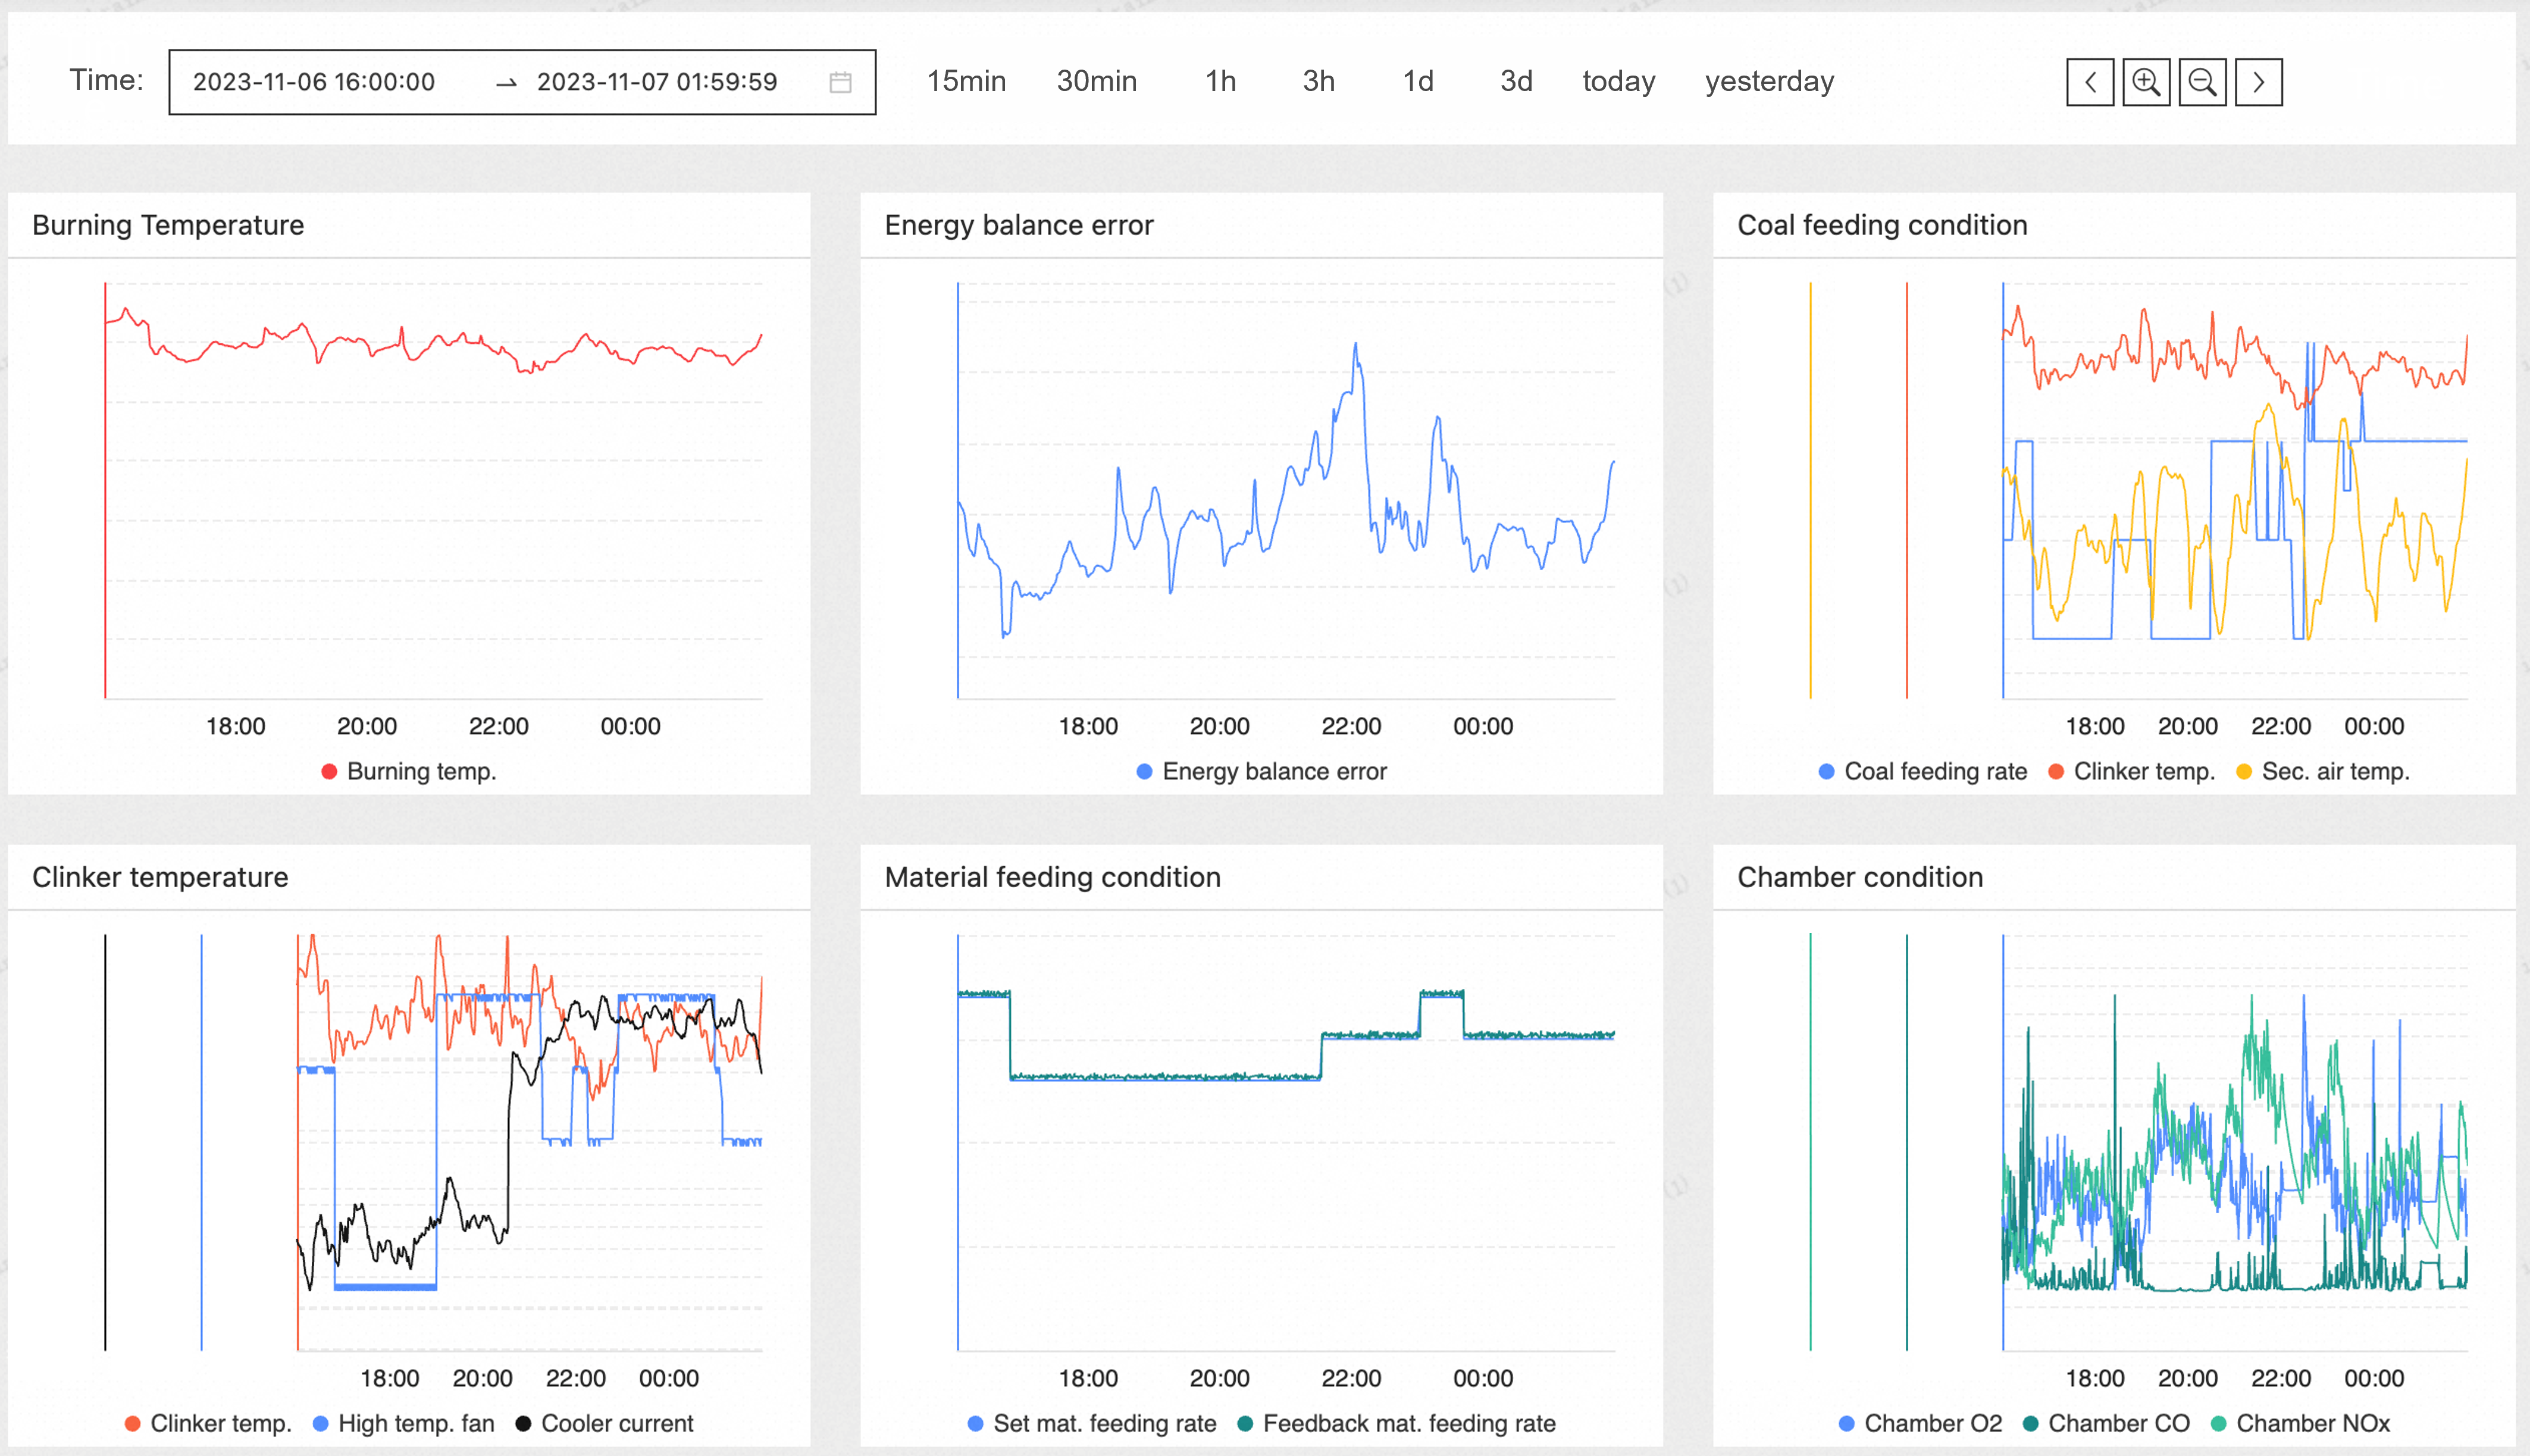 Time: 2023-11-06 16:00:00 → 2023-11-07 01:59:59 15min 30min 1h 3h 1d 3d today yesterday
Burning Temperature
18:00 20:00 22:00 00:00
Burning temp.
Energy balance error
18:00 20:00 22:00 00:00
Energy balance error
Coal feeding condition
18:00 20:00 22:00 00:00
Coal feeding rate Clinker temp. Sec. air temp.
Clinker temperature
18:00 20:00 22:00 00:00
Clinker temp. High temp. fan Cooler current
Material feeding condition
18:00 20:00 22:00 00:00
Set mat. feeding rate Feedback mat. feeding rate
Chamber condition
18:00 20:00 22:00 00:00
Chamber O2 Chamber CO Chamber NOx